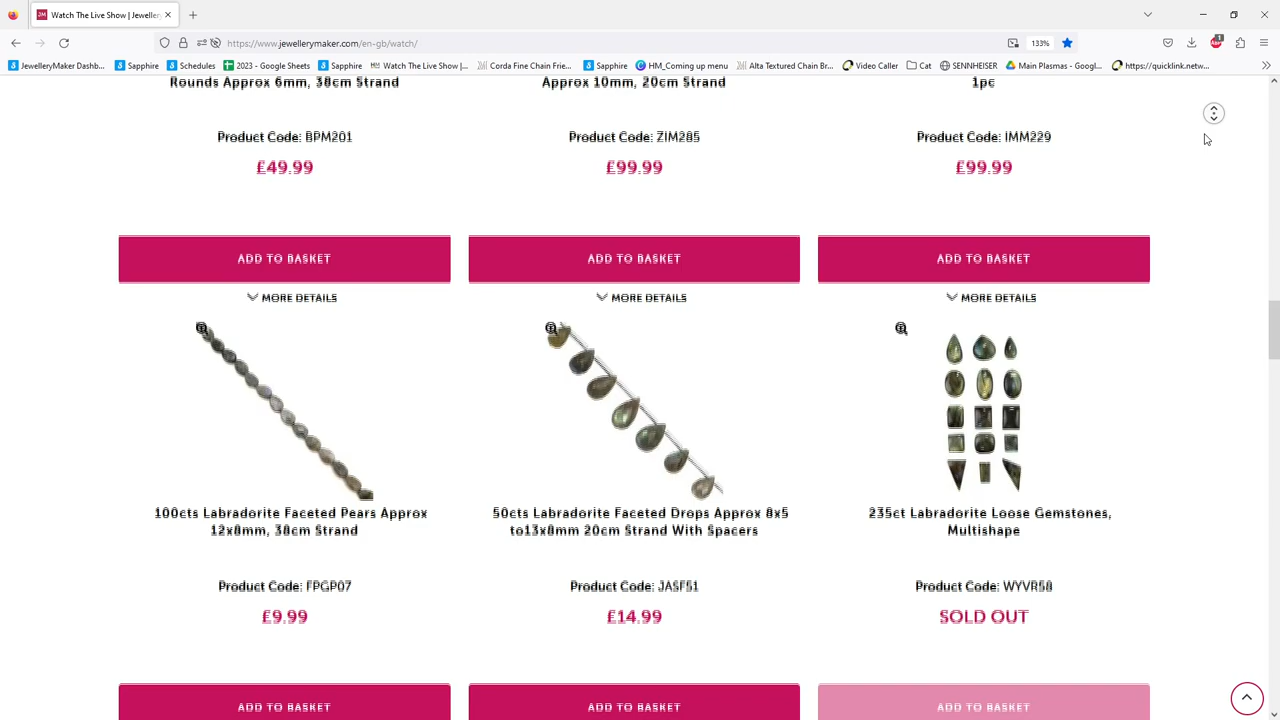 Watch The Live Show | Jeweller
https://www.jewellerymaker.com/en-gb/watch/
133%
JewelleryMaker Dashb...
Sapphire
Schedules
2023 - Google Sheets
Sapphire
Watch The Live Show |...
Corda Fine Chain Frie...
Sapphire
HM_Coming up menu
Alta Textured Chain Br...
Video Caller
Cat
SENNHEISER
Main Plasmas - Googl...
https://quicklink.netw...
Rounds Approx 6mm, 38cm Strand
Product Code: BPM201
£49.99
ADD TO BASKET
MORE DETAILS
Approx 10mm, 20cm Strand
Product Code: ZIM285
£99.99
ADD TO BASKET
MORE DETAILS
1pc
Product Code: IMM229
£99.99
ADD TO BASKET
MORE DETAILS
100cts Labradorite Faceted Pears Approx
12x8mm, 38cm Strand
Product Code: FPGP07
£9.99
ADD TO BASKET
50cts Labradorite Faceted Drops Approx 8x5
to13x8mm 20cm Strand With Spacers
Product Code: JASF51
£14.99
ADD TO BASKET
235ct Labradorite Loose Gemstones,
Multishape
Product Code: WYVR58
SOLD OUT
ADD TO BASKET